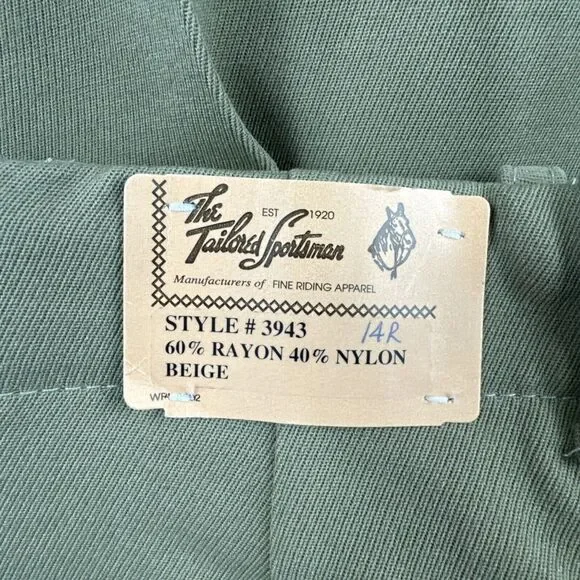 The
EST 1920
Tailored Sportsman
Manufacturers of FINE RIDING APPAREL
STYLE # 3943 14R
60% RAYON 40% NYLON
BEIGE